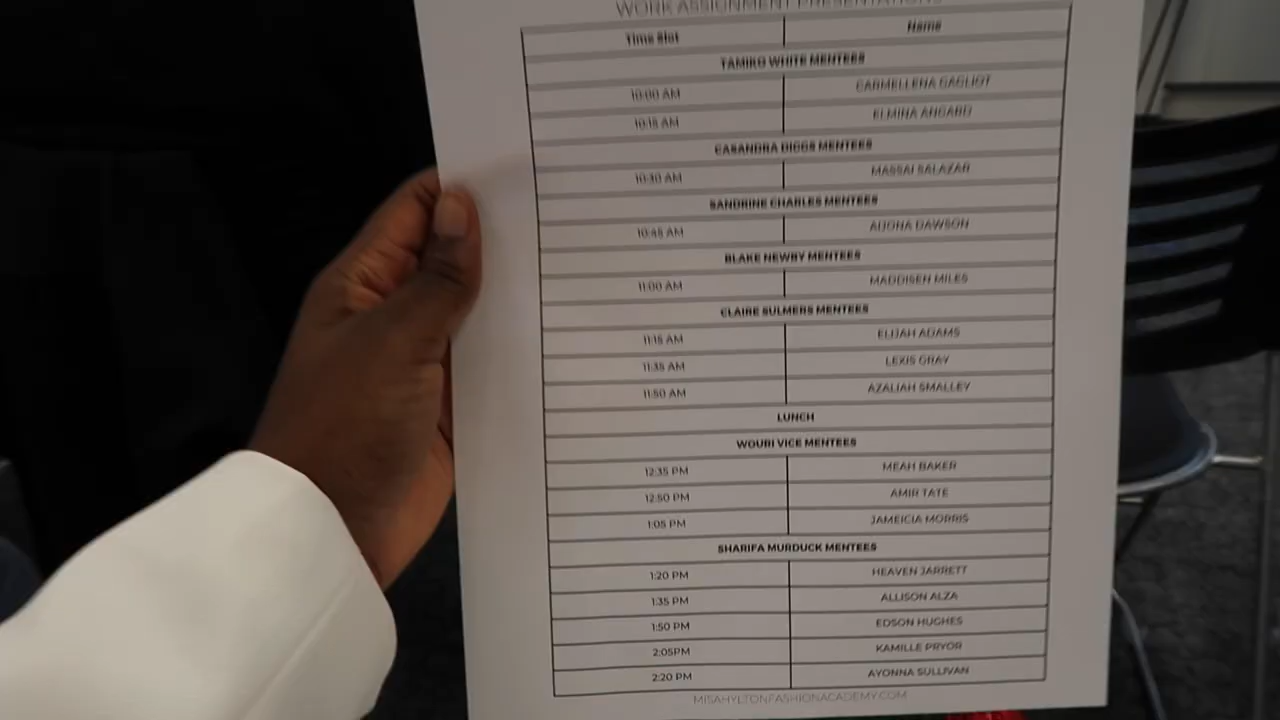 WORK ASSIGNMENT PRESENTATIONS
Time Slot Name
TAMIKO WHITE MENTEES
10:00 AM CARMELLENA GAGLIOT
10:15 AM ELMINA ANGARD
CASANDRA DIGGS MENTEES
10:30 AM MASSAI SALAZAR
SANDRINE CHARLES MENTEES
10:45 AM DAWSON
BLAKE NEWBY MENTEES
11:00 AM MADDISEN MILES
CLAIRE SULMERS MENTEES
11:15 AM ELIJAH ADAMS
11:35 AM LEXIS GRAY
11:50 AM AZALIAH SMALLEY
LUNCH
WOURI VICE MENTEES
12:35 PM MEAH BAKER
12:50 PM AMIR TATE
1:05 PM JAMEICIA MORRIS
SHARIFA MURDUCK MENTEES
1:20 PM HEAVEN JARRETT
1:35 PM ALLISON ALZA
1:50 PM EDSON HUGHES
2:05PM KAMILLE PRYOR
2:20 PM AYONNA SULLIVAN
MISAHYLTONFASHIONACADEMY.COM